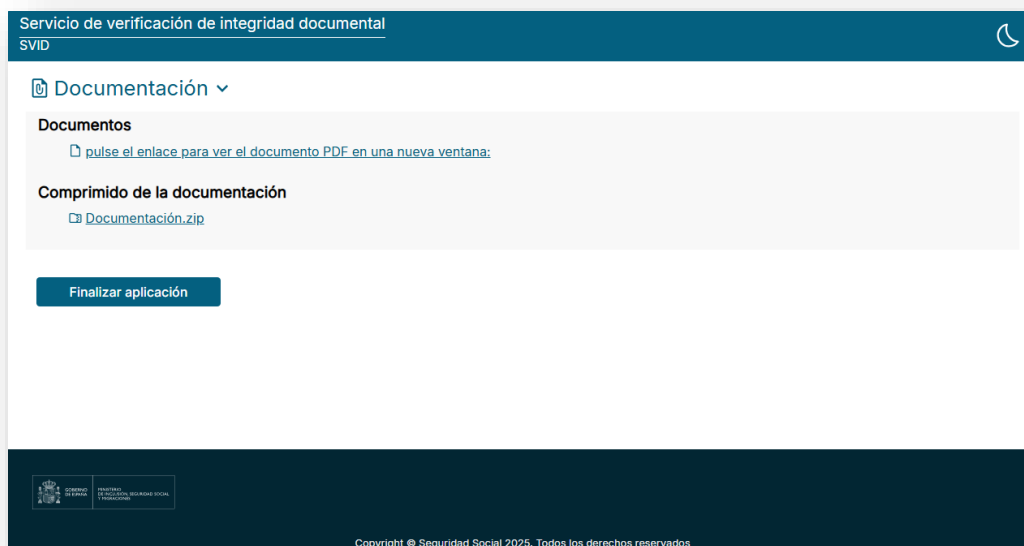 Servicio de verificación de integridad documental
SVID
Documentación
Documentos
pulse el enlace para ver el documento PDF en una nueva ventana:
Comprimido de la documentación
Documentación.zip
Finalizar aplicación
GOBIERNO
DE ESPAÑA
MINISTERIO
DE INCLUSIÓN, SEGURIDAD SOCIAL
Y MIGRACIONES
Copyright © Seguridad Social 2025. Todos los derechos reservados